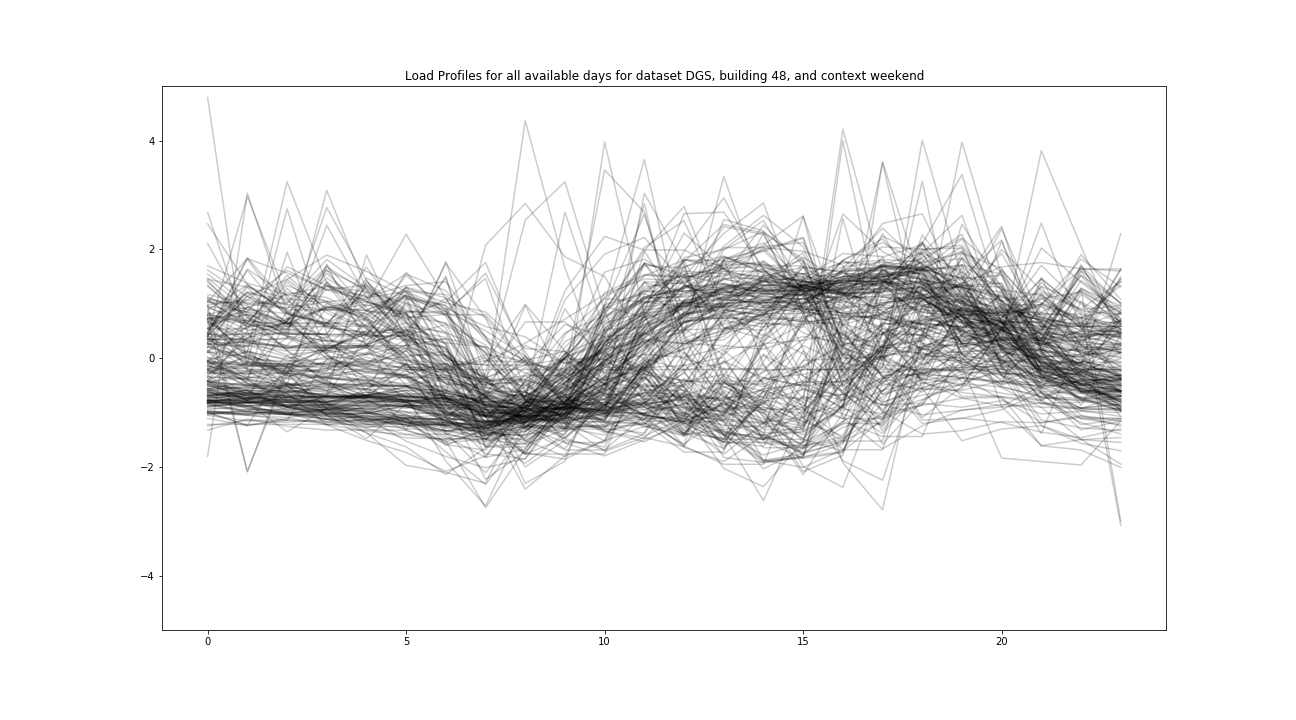 Load Profiles for all available days for dataset DGS, building 48, and context weekend
4
2
0
−2
−4
0 5 10 15 20